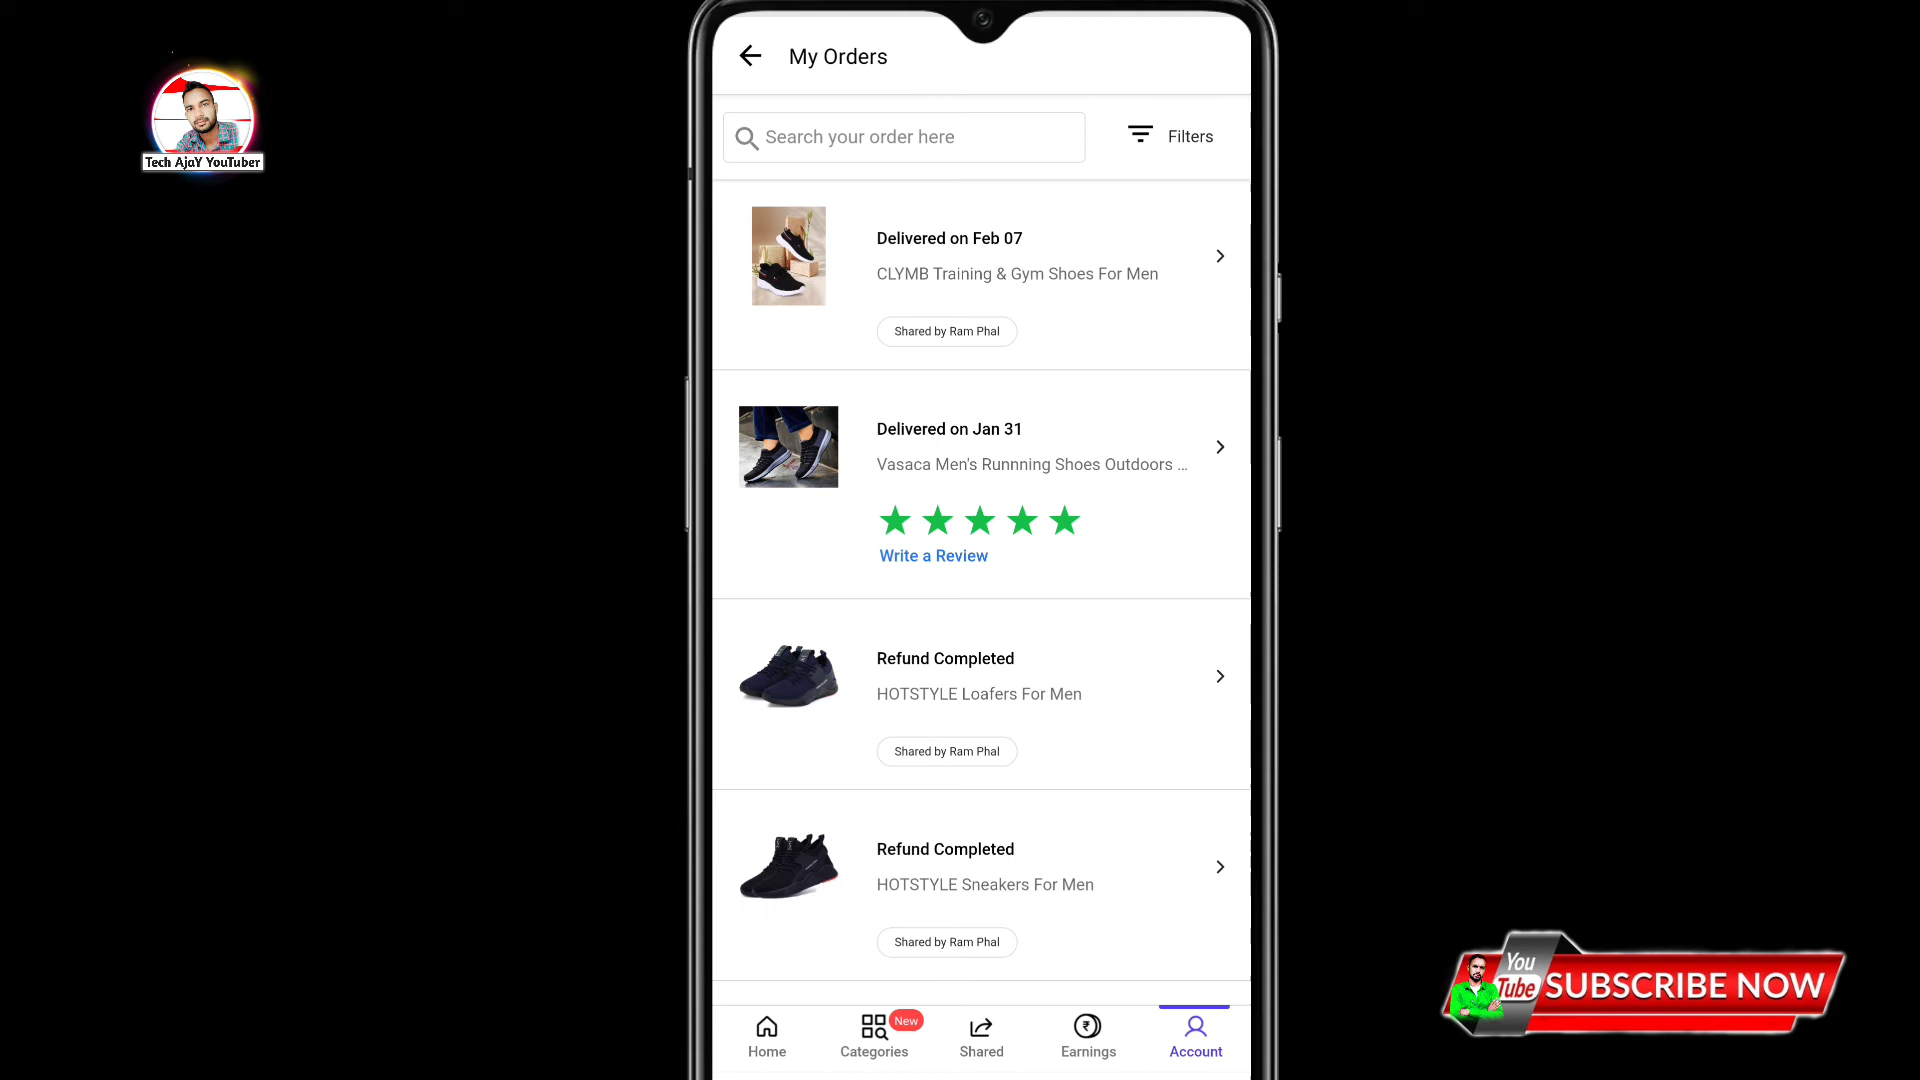 My Orders
Search your order here
Filters
Tech AjaY YouTuber
Delivered on Feb 07
CLYMB Training & Gym Shoes For Men
Shared by Ram Phal
Delivered on Jan 31
Vasaca Men's Runnning Shoes Outdoors ...
Write a Review
Refund Completed
HOTSTYLE Loafers For Men
Shared by Ram Phal
Refund Completed
HOTSTYLE Sneakers For Men
Shared by Ram Phal
You
Tube
SUBSCRIBE NOW
New
Home
Categories
Shared
Earnings
Account